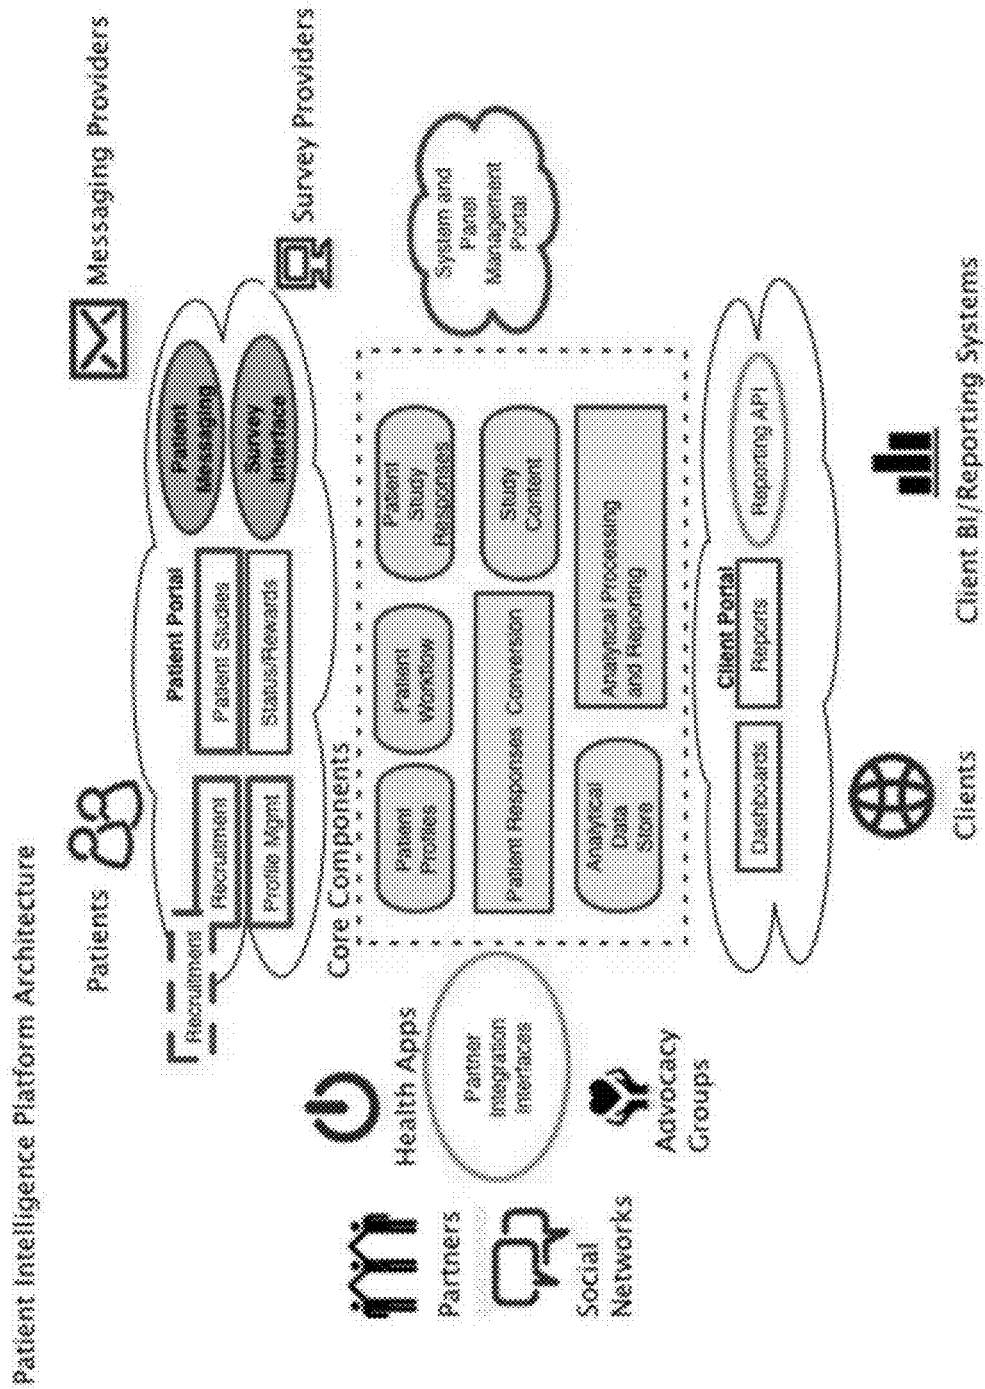 Patient Intelligence Platform Architecture
Patients
Messaging Providers
Survey Providers
Recruitment
Patient Portal
Recruitment
Patient Studies
Profile Mgmt
Status/Rewards
Patient
Messaging
Survey
Interface
Core Components
Patient
Profiles
Patient
Workflow
Patient
Study
Responses
Patient Responses Conversion
Study
Content
Analytical
Data
Store
Analytical Processing
and Reporting
System and
Panel
Management
Portal
Health Apps
Partners
Partner
Integration
Interfaces
Social
Networks
Advocacy
Groups
Client Portal
Dashboards
Reports
Reporting API
Clients
Client BI/Reporting Systems